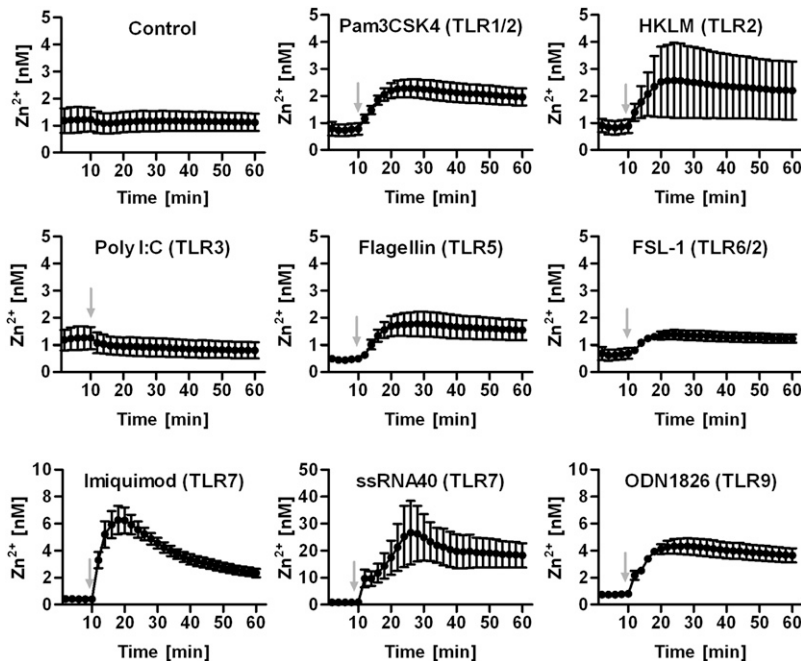 Control
Zn2+ [nM]
5
4
3
2
1
0
10 20 30 40 50 60
Time [min]
Pam3CSK4 (TLR1/2)
Zn2+ [nM]
5
4
3
2
1
0
10 20 30 40 50 60
Time [min]
HKLM (TLR2)
Zn2+ [nM]
5
4
3
2
1
0
10 20 30 40 50 60
Time [min]
Poly I:C (TLR3)
Zn2+ [nM]
5
4
3
2
1
0
10 20 30 40 50 60
Time [min]
Flagellin (TLR5)
Zn2+ [nM]
5
4
3
2
1
0
10 20 30 40 50 60
Time [min]
FSL-1 (TLR6/2)
Zn2+ [nM]
5
4
3
2
1
0
10 20 30 40 50 60
Time [min]
Imiquimod (TLR7)
Zn2+ [nM]
10
8
6
4
2
0
10 20 30 40 50 60
Time [min]
ssRNA40 (TLR7)
Zn2+ [nM]
50
40
30
20
10
0
10 20 30 40 50 60
Time [min]
ODN1826 (TLR9)
Zn2+ [nM]
10
8
6
4
2
0
10 20 30 40 50 60
Time [min]